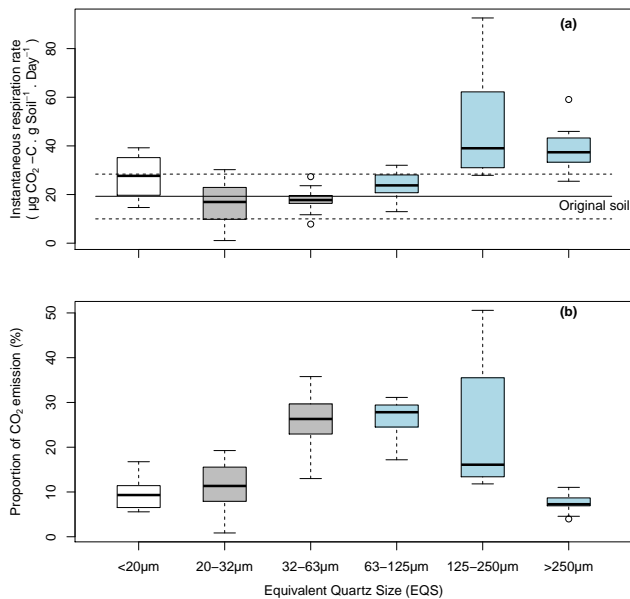 (a)
Instantaneous respiration rate
( µg CO₂ −C. g Soil⁻¹ . Day⁻¹ )
80
60
40
20
0
Original soil
(b)
Proportion of CO₂ emission (%)
50
40
30
20
10
0
<20µm 20−32µm 32−63µm 63−125µm 125−250µm >250µm
Equivalent Quartz Size (EQS)